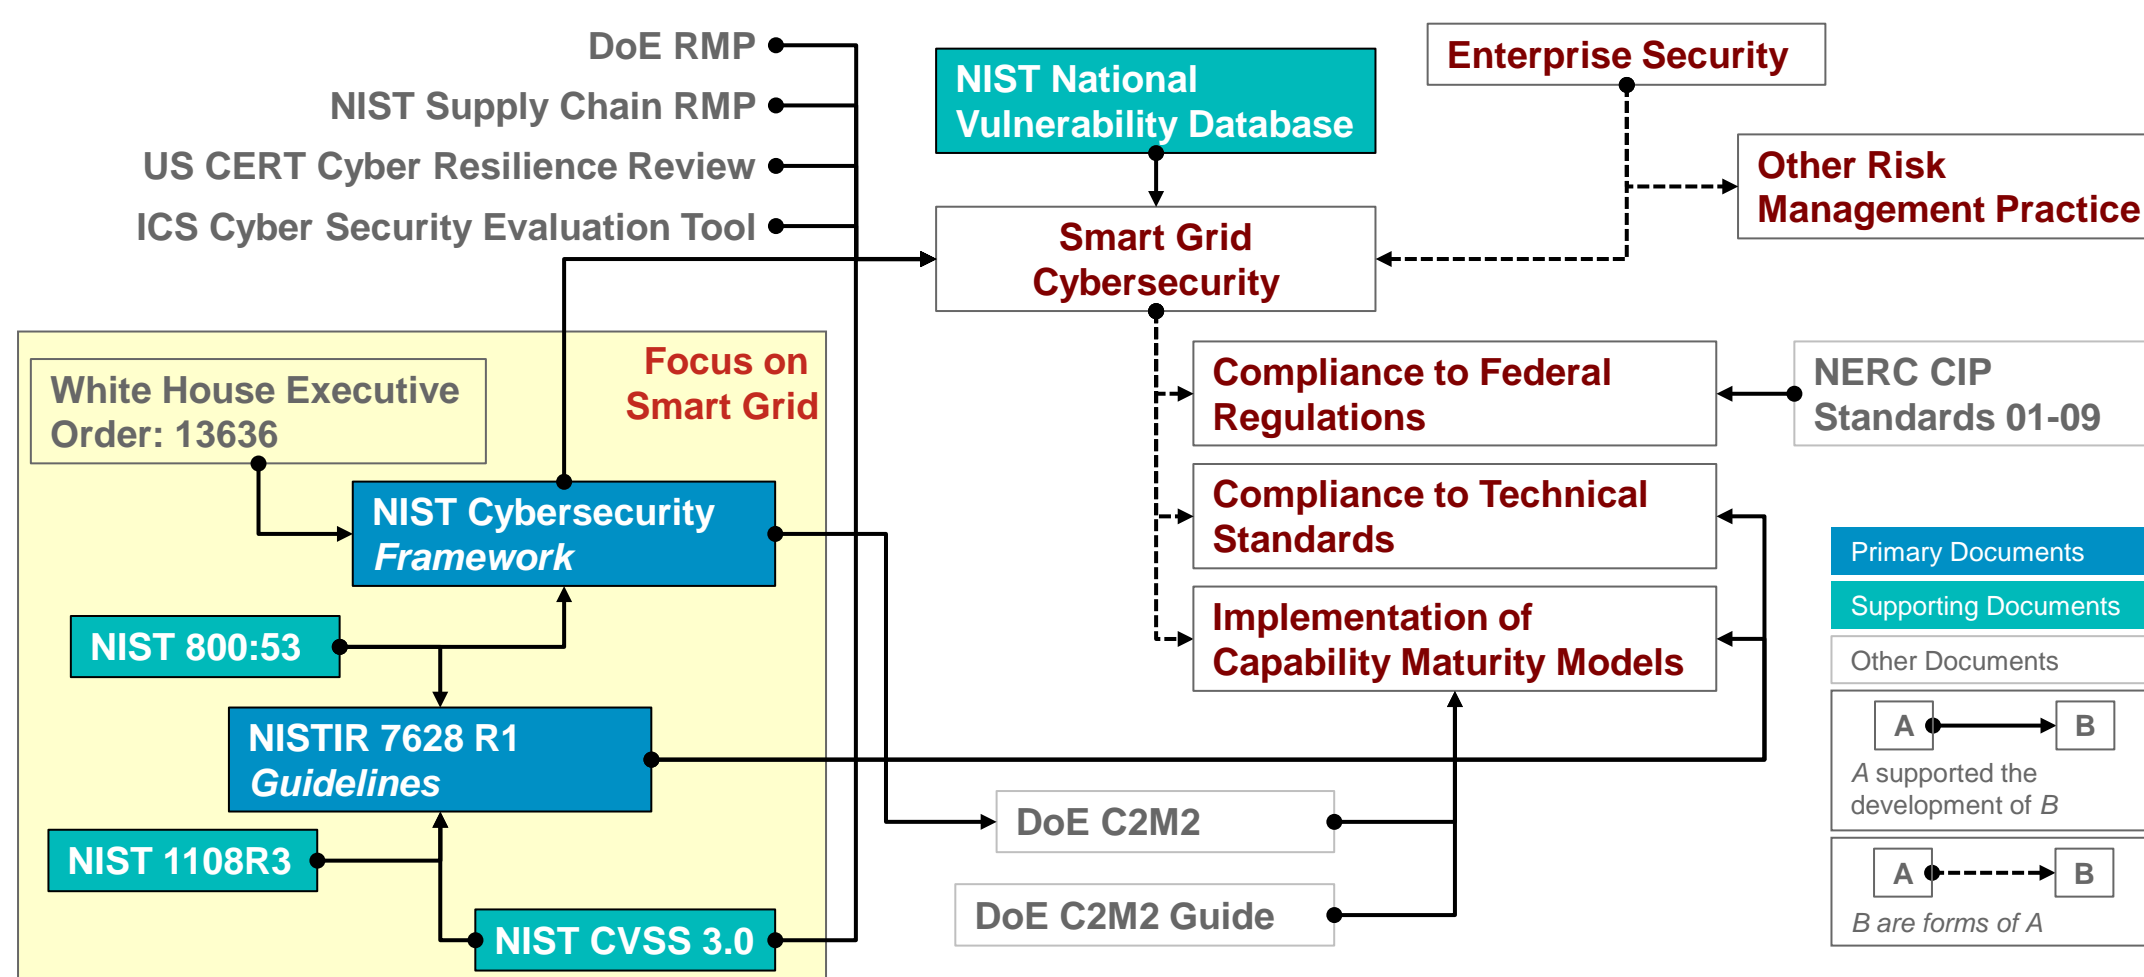 DoE RMP
NIST Supply Chain RMP
US CERT Cyber Resilience Review
ICS Cyber Security Evaluation Tool
NIST National
Vulnerability Database
Enterprise Security
Other Risk
Management Practice
Smart Grid
Cybersecurity
Focus on
Smart Grid
White House Executive
Order: 13636
NIST Cybersecurity
Framework
NIST 800:53
NISTIR 7628 R1
Guidelines
NIST 1108R3
NIST CVSS 3.0
Compliance to Federal
Regulations
NERC CIP
Standards 01-09
Compliance to Technical
Standards
Implementation of
Capability Maturity Models
DoE C2M2
DoE C2M2 Guide
Primary Documents
Supporting Documents
Other Documents
A B
A supported the
development of B
A B
B are forms of A